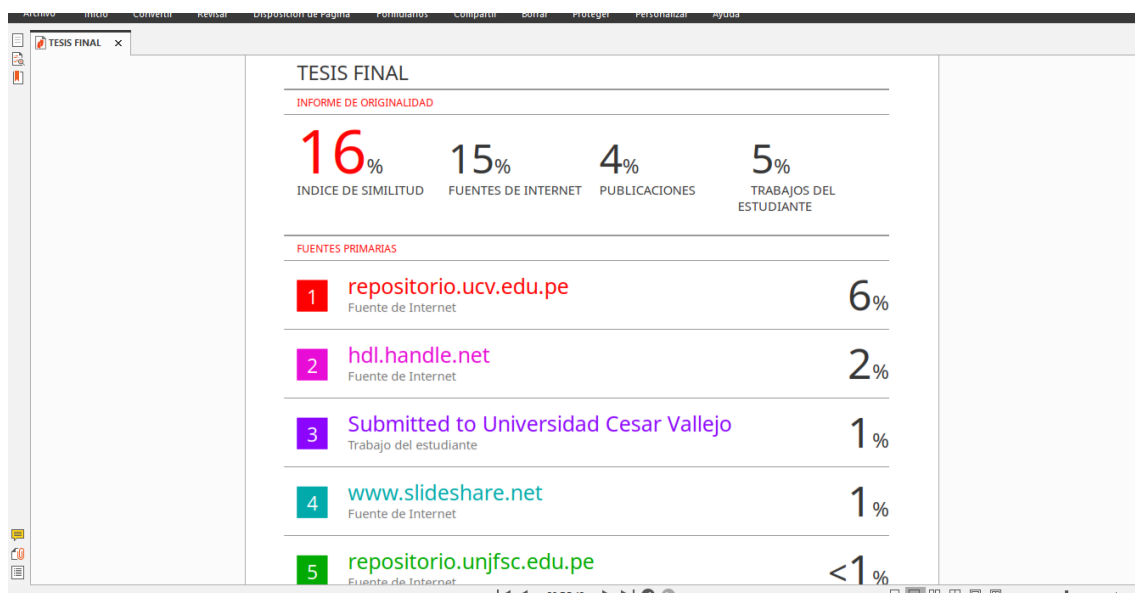 Archivo Inicio Convertir Revisar Disposición de Página Formularios Compartir Borrar Proteger Personalizar Ayuda
TESIS FINAL X
TESIS FINAL
INFORME DE ORIGINALIDAD
16% 15% 4% 5%
INDICE DE SIMILITUD FUENTES DE INTERNET PUBLICACIONES TRABAJOS DEL
ESTUDIANTE
FUENTES PRIMARIAS
1 repositorio.ucv.edu.pe 6%
Fuente de Internet
2 hdl.handle.net 2%
Fuente de Internet
3 Submitted to Universidad Cesar Vallejo 1%
Trabajo del estudiante
4 www.slideshare.net 1%
Fuente de Internet
5 repositorio.unjfsc.edu.pe <1%
Fuente de Internet